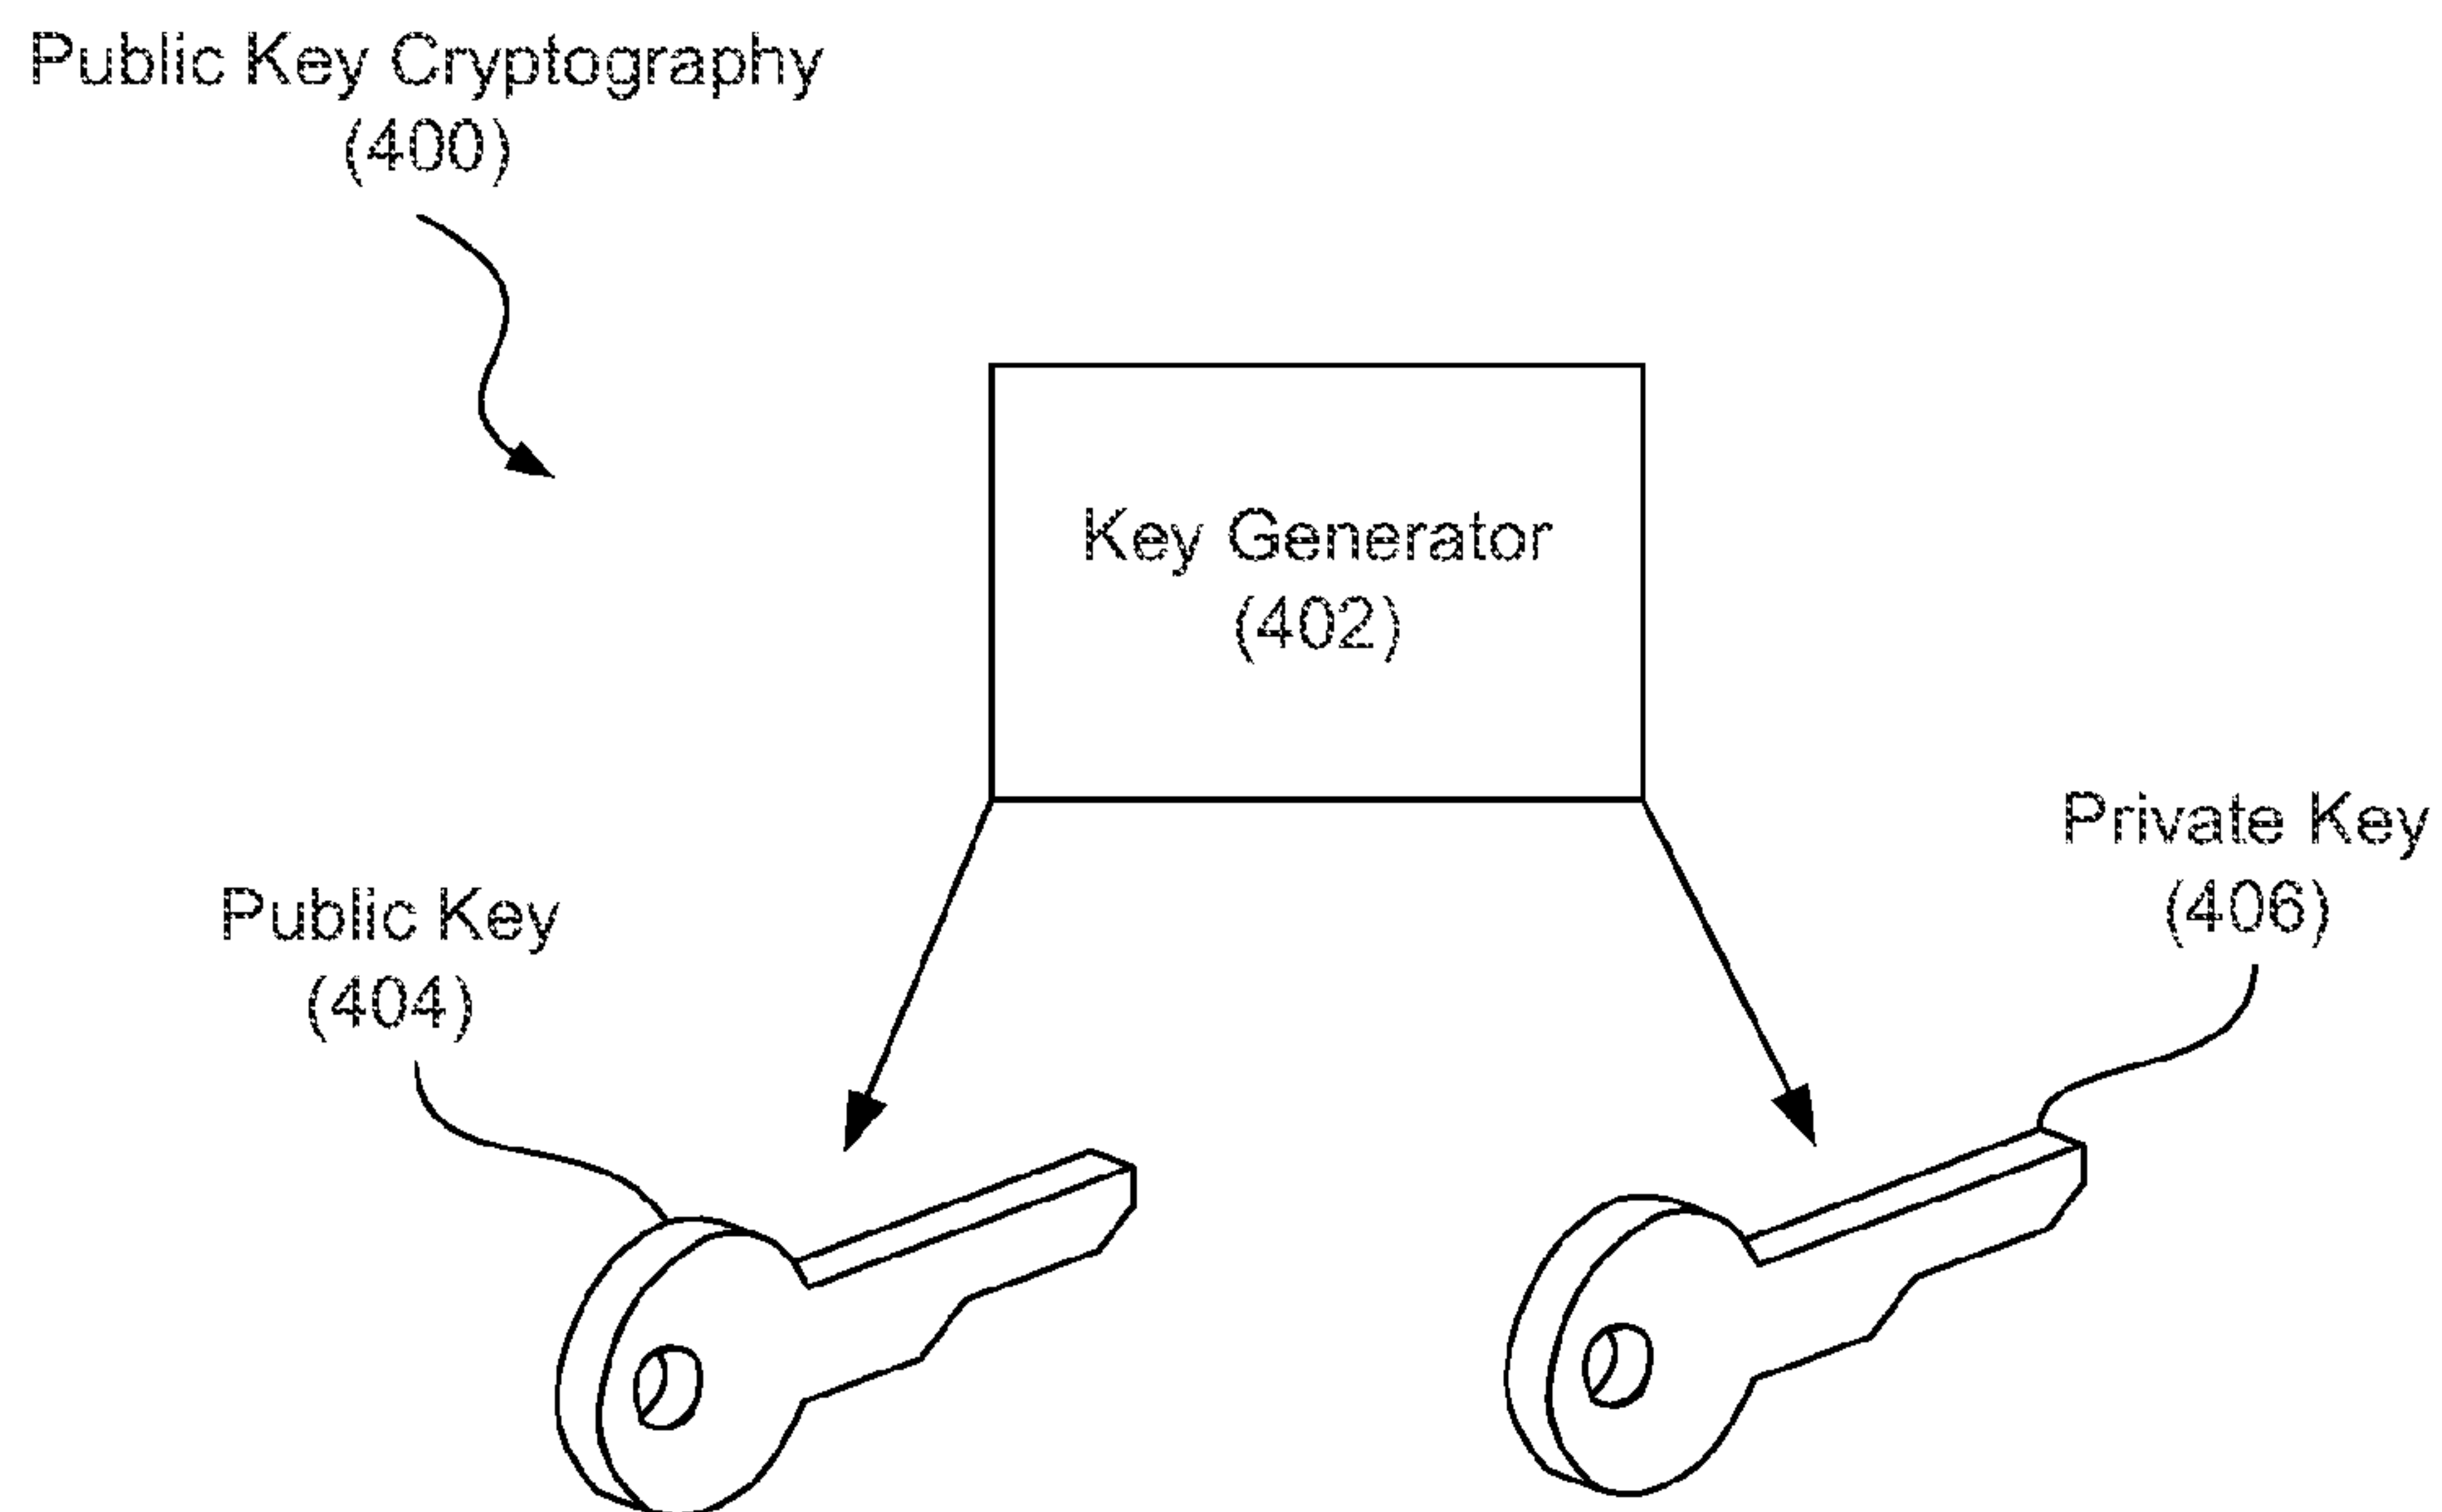 Public Key Cryptography
(400)
Key Generator
(402)
Private Key
(406)
Public Key
(404)